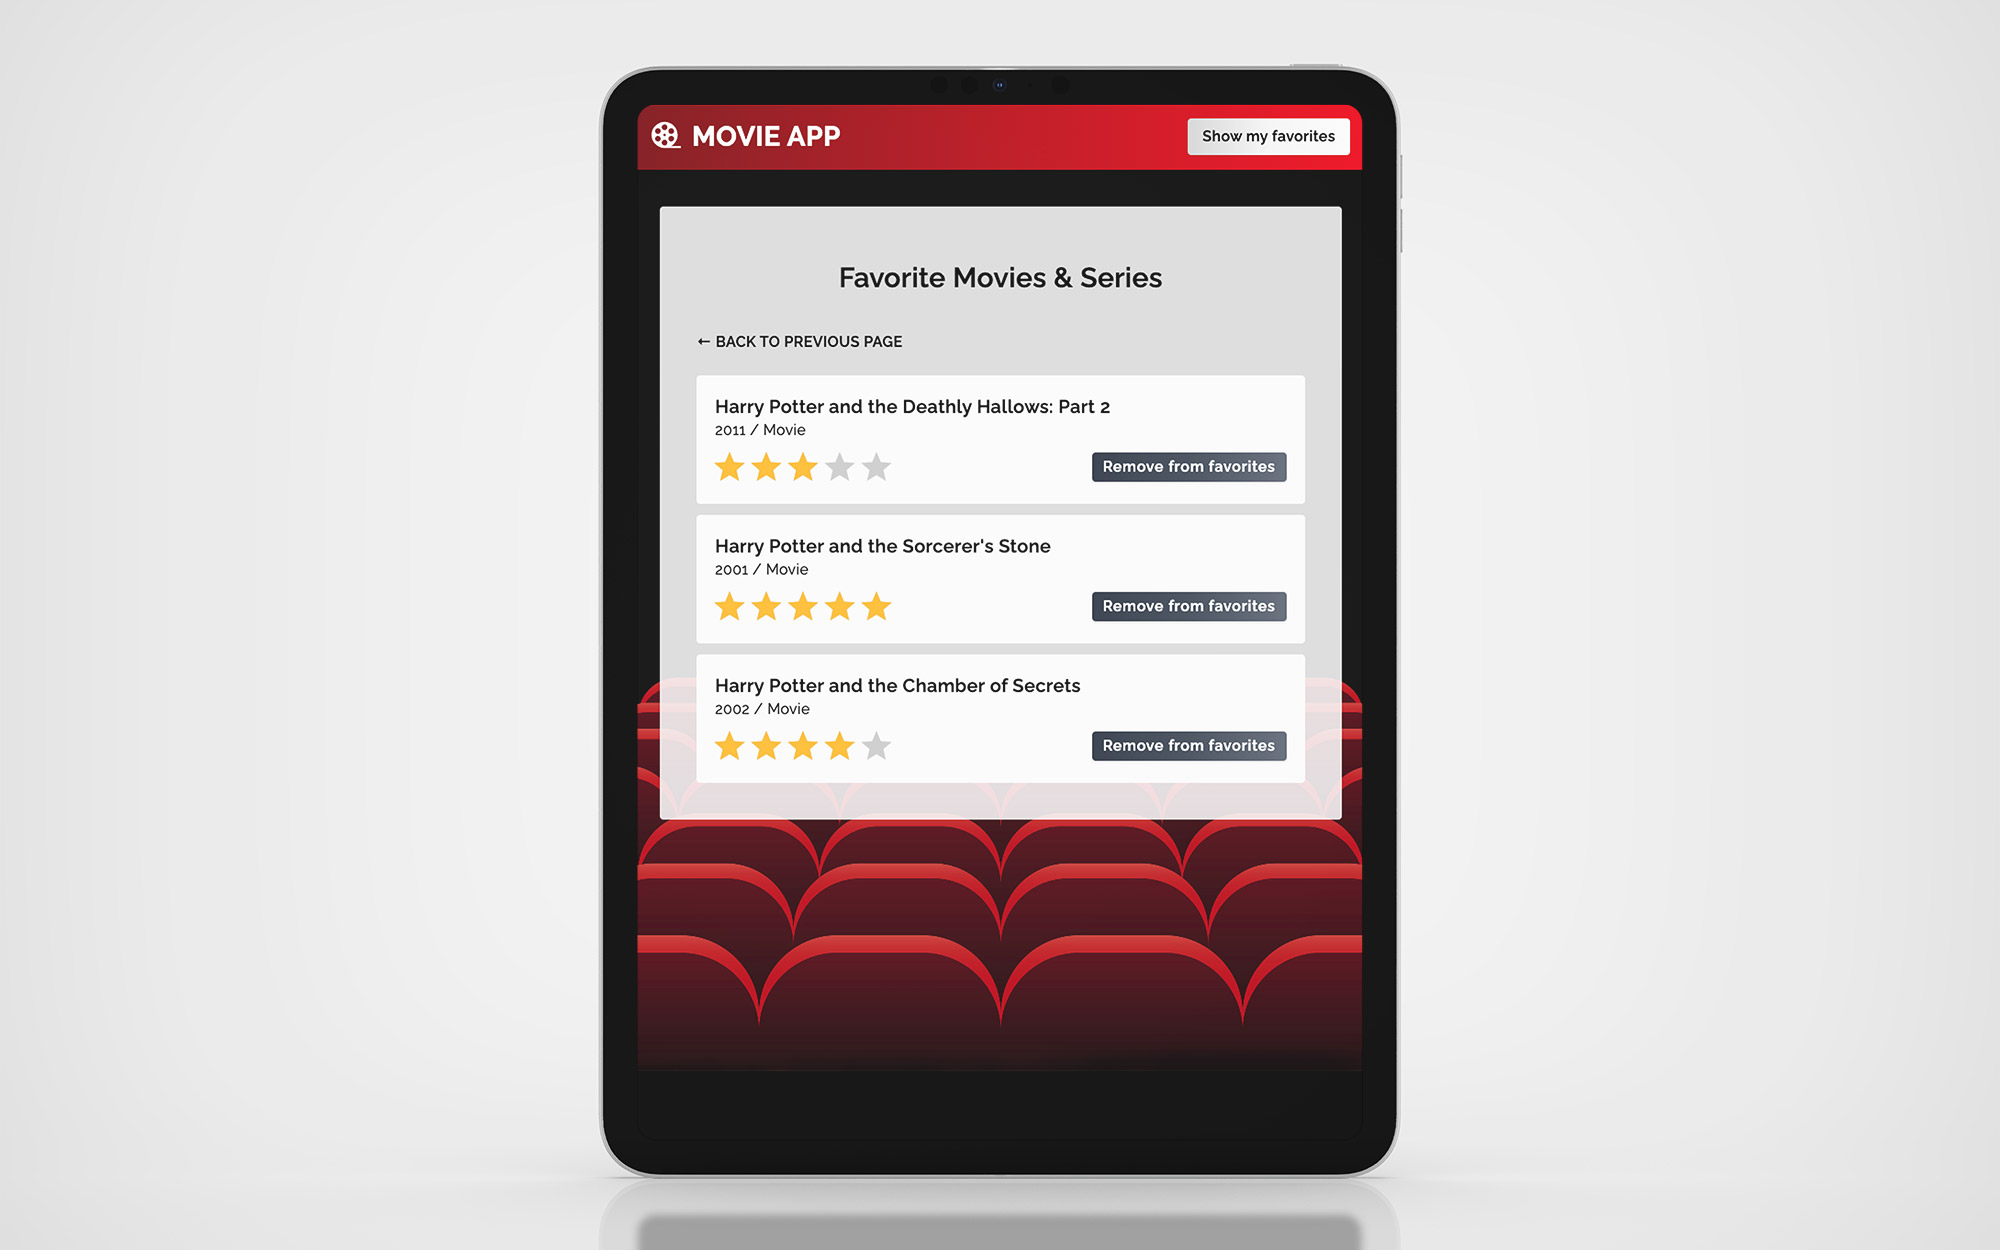 MOVIE APP
Show my favorites
Favorite Movies & Series
← BACK TO PREVIOUS PAGE
Harry Potter and the Deathly Hallows: Part 2
2011 / Movie
Remove from favorites
Harry Potter and the Sorcerer's Stone
2001 / Movie
Remove from favorites
Harry Potter and the Chamber of Secrets
2002 / Movie
Remove from favorites